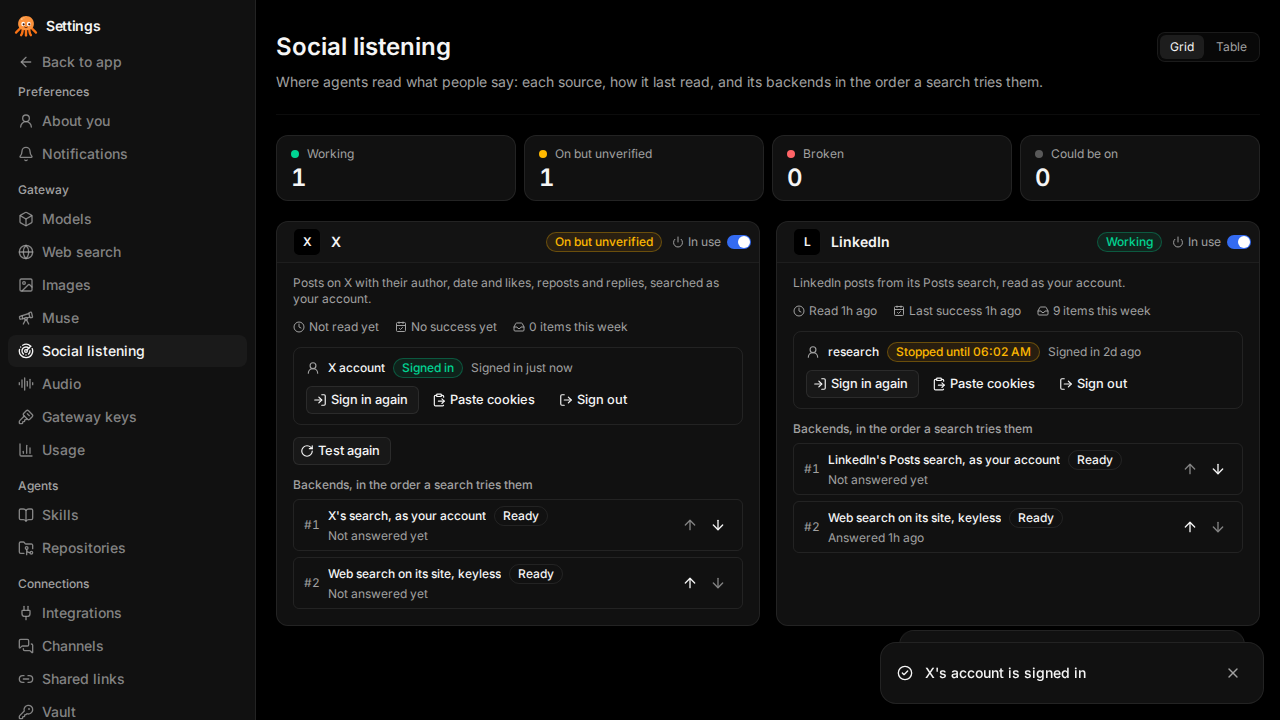 Settings
Back to app
Preferences
About you
Notifications
Gateway
Models
Web search
Images
Muse
Social listening
Audio
Gateway keys
Usage
Agents
Skills
Repositories
Connections
Integrations
Channels
Shared links
Vault
Social listening
Grid Table
Where agents read what people say: each source, how it last read, and its backends in the order a search tries them.
Working
1
On but unverified
1
Broken
0
Could be on
0
X X On but unverified In use
Posts on X with their author, date and likes, reposts and replies, searched as
your account.
Not read yet No success yet 0 items this week
X account Signed in Signed in just now
Sign in again Paste cookies Sign out
Test again
Backends, in the order a search tries them
#1 X's search, as your account Ready
Not answered yet
#2 Web search on its site, keyless Ready
Not answered yet
L LinkedIn Working In use
LinkedIn posts from its Posts search, read as your account.
Read 1h ago Last success 1h ago 9 items this week
research Stopped until 06:02 AM Signed in 2d ago
Sign in again Paste cookies Sign out
Backends, in the order a search tries them
#1 LinkedIn's Posts search, as your account Ready
Not answered yet
#2 Web search on its site, keyless Ready
Answered 1h ago
X's account is signed in